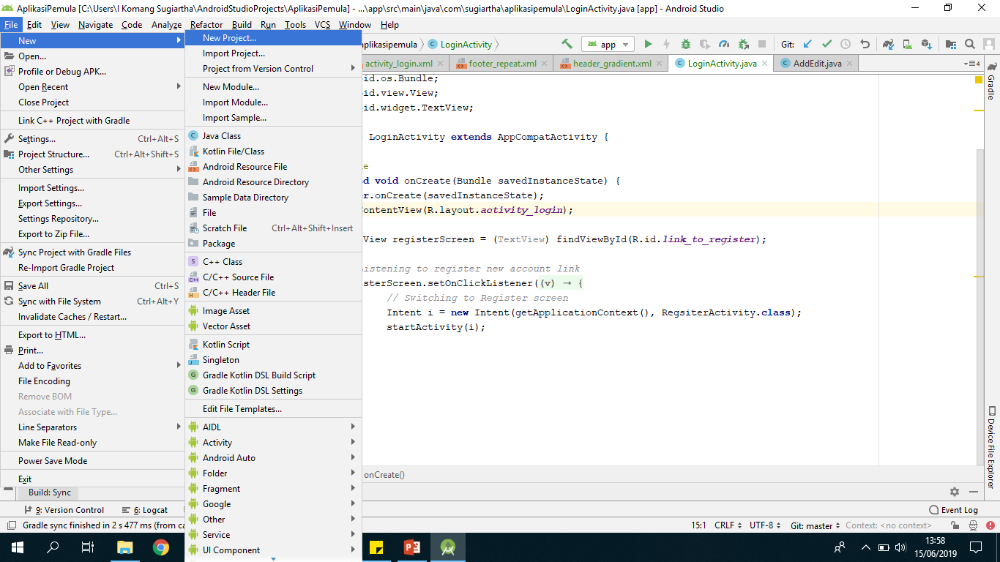 AplikasiPemula [C:\Users\I Komang Sugiartha\AndroidStudioProjects\AplikasiPemula] - ...\app\src\main\java\com\sugiartha\aplikasipemula\LoginActivity.java [app] - Android Studio
File Edit View Navigate Code Analyze Refactor Build Run Tools VCS Window Help
New
Open...
Profile or Debug APK...
Open Recent
Close Project
Link C++ Project with Gradle
Settings... Ctrl+Alt+S
Project Structure... Ctrl+Alt+Shift+S
Other Settings
Import Settings...
Export Settings...
Settings Repository...
Export to Zip File...
Sync Project with Gradle Files
Re-Import Gradle Project
Save All Ctrl+S
Sync with File System Ctrl+Alt+Y
Invalidate Caches / Restart...
Export to HTML...
Print...
Add to Favorites
File Encoding
Remove BOM
Associate with File Type...
Line Separators
Make File Read-only
Power Save Mode
Exit
New Project...
Import Project...
Project from Version Control
New Module...
Import Module...
Import Sample...
Java Class
Kotlin File/Class
Android Resource File
Android Resource Directory
Sample Data Directory
File
Scratch File Ctrl+Alt+Shift+Insert
Package
C++ Class
C/C++ Source File
C/C++ Header File
Image Asset
Vector Asset
Kotlin Script
Singleton
Gradle Kotlin DSL Build Script
Gradle Kotlin DSL Settings
Edit File Templates...
AIDL
Activity
Android Auto
Folder
Fragment
Google
Other
Service
UI Component
plikasipemula LoginActivity app Git:
activity_login.xml footer_repeat.xml header_gradient.xml LoginActivity.java AddEdit.java 4
id.os.Bundle;
id.view.View;
id.widget.TextView;
LoginActivity extends AppCompatActivity {
e
d void onCreate(Bundle savedInstanceState) {
r.onCreate(savedInstanceState);
ContentView(R.layout.activity_login);
View registerScreen = (TextView) findViewById(R.id.link_to_register);
istening to register new account link
sterScreen.setOnClickListener((v) → {
// Switching to Register screen
Intent i = new Intent(getApplicationContext(), RegsiterActivity.class);
startActivity(i);
onCreate()
Gradle
Device File Explorer
Build: Sync
9: Version Control 6: Logcat Event Log
Gradle sync finished in 2 s 477 ms (from ca 15:1 CRLF UTF-8 Git: master Context: <no context>
13:58
15/06/2019